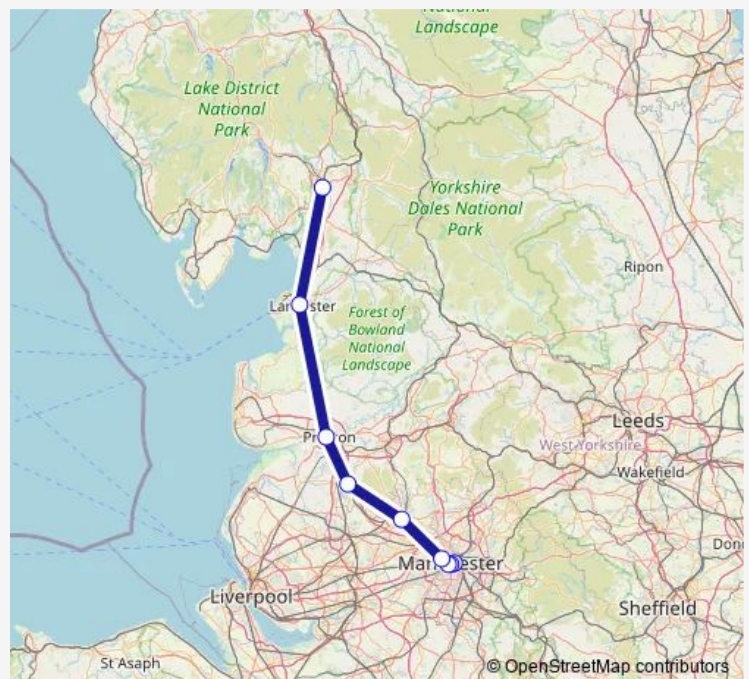 National
Landscape
Lake District
National
Park
Yorkshire
Dales National
Park
Ripon
Forest of
Bowland
National
Landscape
Leeds
West Yorkshire
Wakefield
Liverpool
Sheffield
St Asaph
© OpenStreetMap contributors